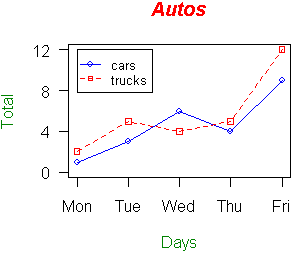 Autos
cars
trucks
12
8
4
0
Total
Mon Tue Wed Thu Fri
Days